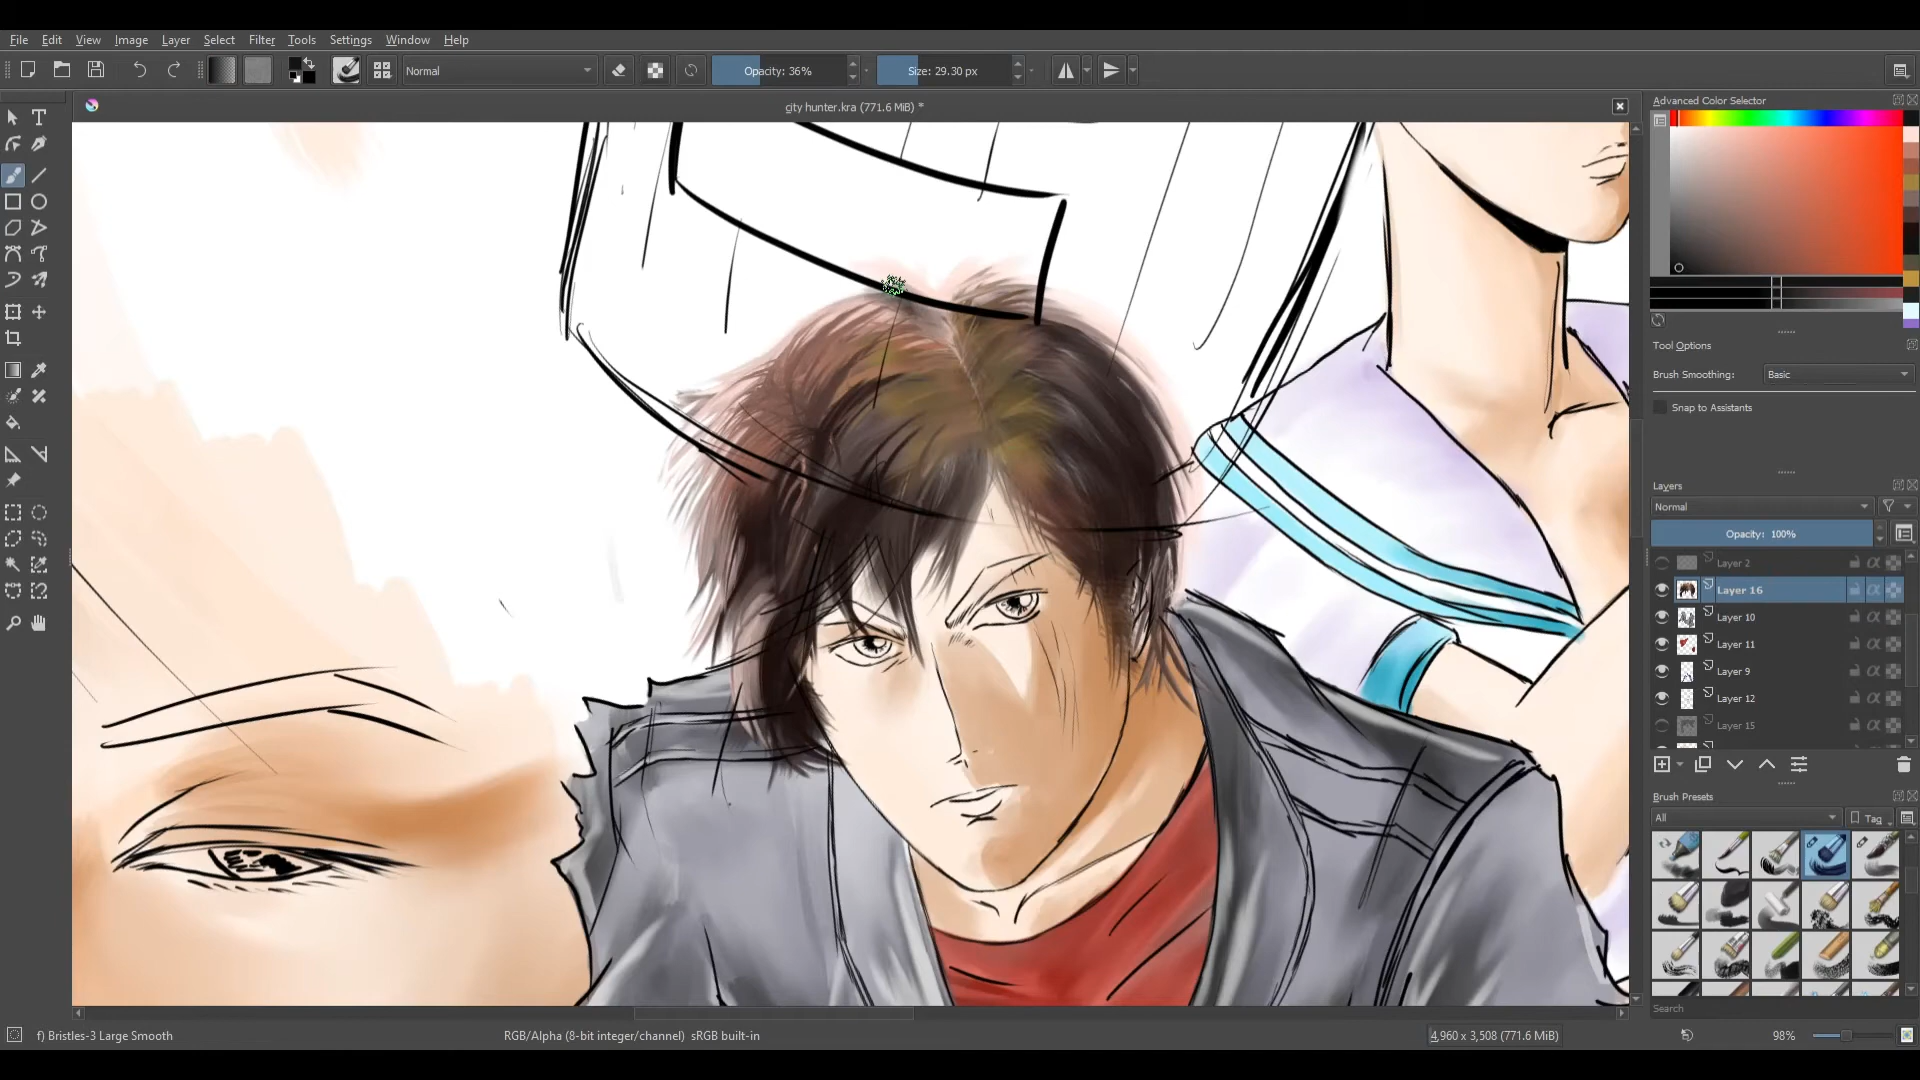 File Edit View Image Layer Select Filter Tools Settings Window Help
Normal
Opacity: 36%
Size: 29.30 px
city hunter.kra (771.6 MiB) *
Advanced Color Selector
Tool Options
Brush Smoothing:
Basic
Snap to Assistants
Layers
Normal
Opacity: 100%
Layer 2
Layer 16
Layer 10
Layer 11
Layer 9
Layer 12
Layer 15
Brush Presets
All
Tag
Search
f) Bristles-3 Large Smooth
RGB/Alpha (8-bit integer/channel) sRGB built-in
4,960 x 3,508 (771.6 MiB)
98%